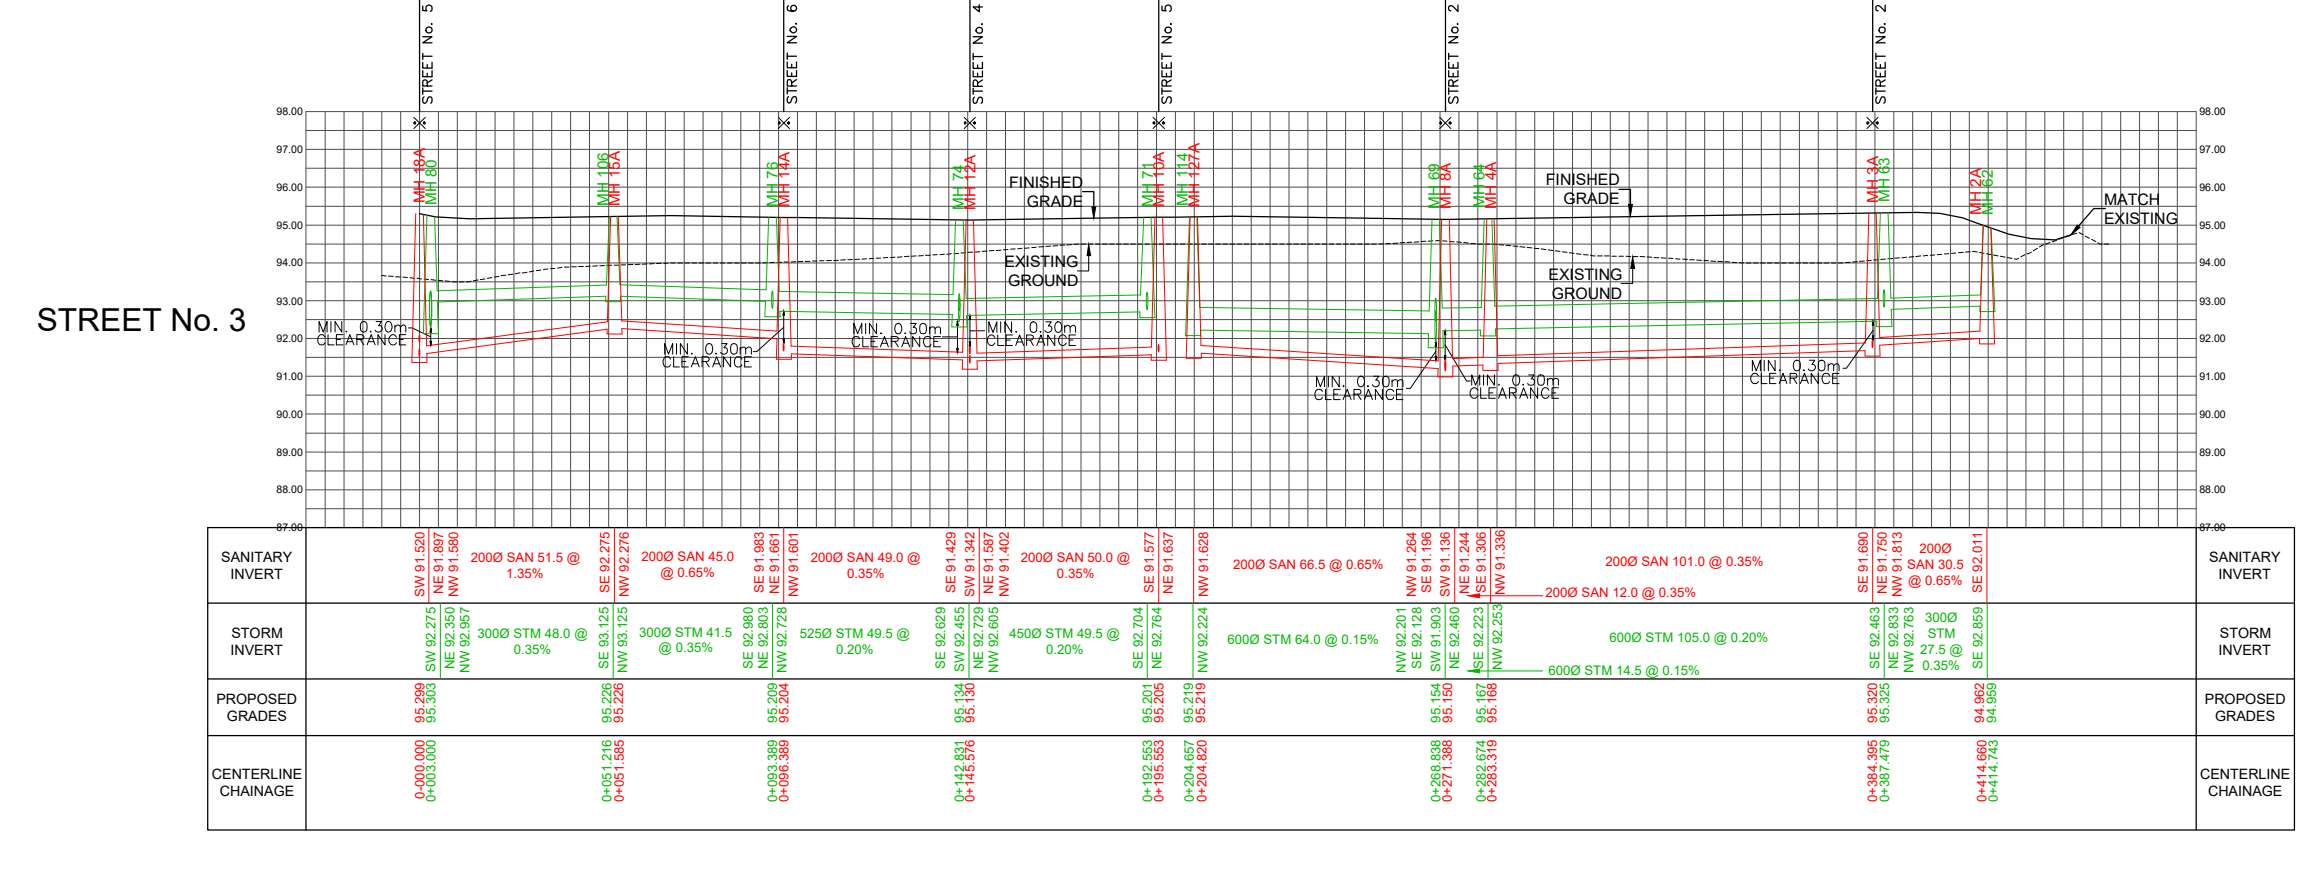 STREET No. 5
STREET No. 6
STREET No. 4
STREET No. 5
STREET No. 2
STREET No. 2
STREET No. 3
98.00
97.00
96.00
95.00
94.00
93.00
92.00
91.00
90.00
89.00
88.00
87.00
98.00
97.00
96.00
95.00
94.00
93.00
92.00
91.00
90.00
89.00
88.00
87.00
MH 18A
MH 80
MH 106
MH 15A
MH 76
MH 14A
MH 74
MH 12A
MH 71
MH 10A
MH 114
MH 127A
MH 69
MH 8A
MH 64
MH 4A
MH 3A
MH 63
MH 2A
MH 62
FINISHED
GRADE
EXISTING
GROUND
FINISHED
GRADE
EXISTING
GROUND
MATCH
EXISTING
MIN. 0.30m
CLEARANCE
MIN. 0.30m
CLEARANCE
MIN. 0.30m
CLEARANCE
MIN. 0.30m
CLEARANCE
MIN. 0.30m
CLEARANCE
MIN. 0.30m
CLEARANCE
MIN. 0.30m
CLEARANCE
SANITARY
INVERT
SW 91.520
NE 91.897
NW 91.580
200Ø SAN 51.5 @
1.35%
SE 92.275
NW 92.276
200Ø SAN 45.0
@ 0.65%
SE 91.983
NE 91.661
NW 91.601
200Ø SAN 49.0 @
0.35%
SE 91.429
SW 91.342
NE 91.587
NW 91.402
200Ø SAN 50.0 @
0.35%
SE 91.577
NE 91.637
NW 91.628
200Ø SAN 66.5 @ 0.65%
NW 91.264
SE 91.196
SW 91.136
NE 91.244
SE 91.306
NW 91.336
200Ø SAN 101.0 @ 0.35%
200Ø SAN 12.0 @ 0.35%
SE 91.690
NE 91.750
NW 91.813
200Ø
SAN 30.5
@ 0.65%
SE 92.011
SANITARY
INVERT
STORM
INVERT
SW 92.275
NE 92.350
NW 92.957
300Ø STM 48.0 @
0.35%
SE 93.125
NW 93.125
300Ø STM 41.5
@ 0.35%
SE 92.980
NE 92.803
NW 92.728
525Ø STM 49.5 @
0.20%
SE 92.629
SW 92.455
NE 92.729
NW 92.605
450Ø STM 49.5 @
0.20%
SE 92.704
NE 92.764
NW 92.224
600Ø STM 64.0 @ 0.15%
NW 92.201
SE 92.128
SW 91.903
NE 92.460
SE 92.223
NW 92.253
600Ø STM 105.0 @ 0.20%
600Ø STM 14.5 @ 0.15%
SE 92.463
NE 92.833
NW 92.763
300Ø
STM
27.5 @
0.35%
SE 92.859
STORM
INVERT
PROPOSED
GRADES
95.299
95.303
95.226
95.226
95.209
95.204
95.134
95.130
95.201
95.205
95.219
95.219
95.154
95.150
95.167
95.168
95.320
95.325
94.962
94.959
PROPOSED
GRADES
CENTERLINE
CHAINAGE
0-000.000
0+003.000
0+051.216
0+051.585
0+093.389
0+096.389
0+142.831
0+145.576
0+192.553
0+195.553
0+204.657
0+204.820
0+268.838
0+271.388
0+282.674
0+283.319
0+384.395
0+387.479
0+414.660
0+414.743
CENTERLINE
CHAINAGE